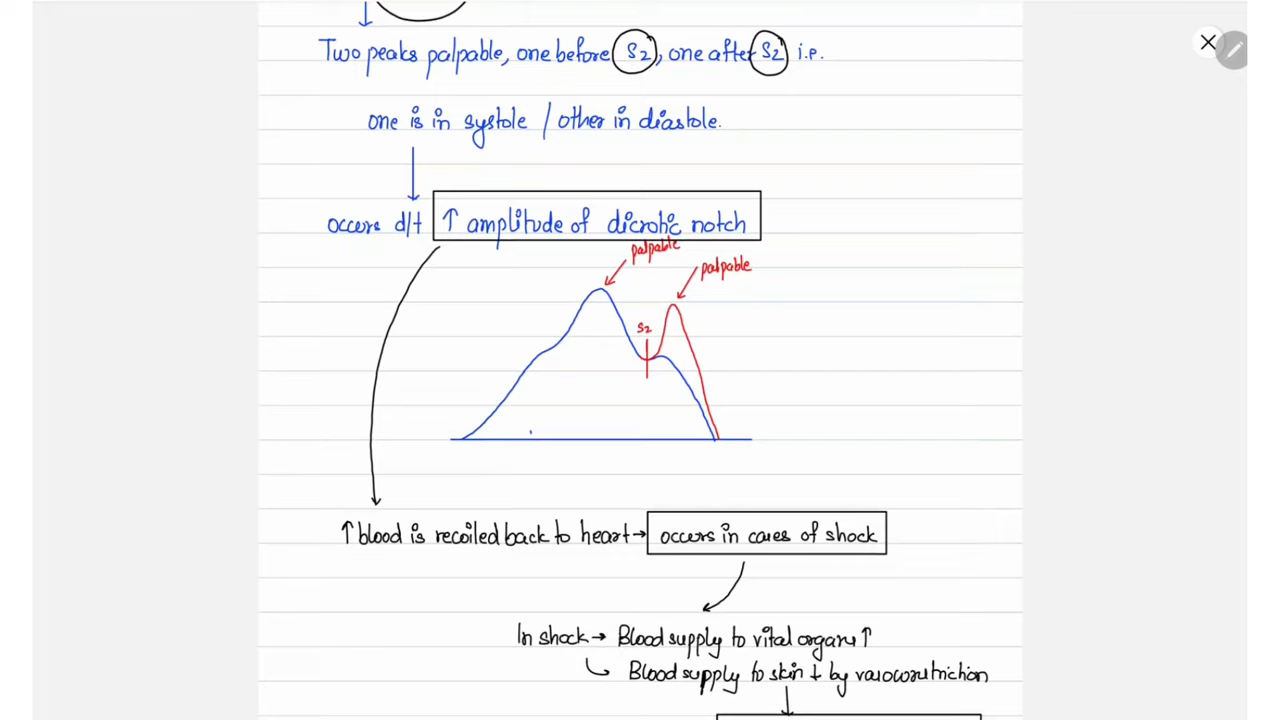 Two peaks palpable, one before S2, one after S2 i.e.
one is in systole / other in diastole.
occurs d/t ↑ amplitude of dicrotic notch
palpable
palpable
S2
↑ blood is recoiled back to heart → occurs in cases of shock
In shock → Blood supply to vital organs ↑
Blood supply to skin ↓ by vasoconstriction